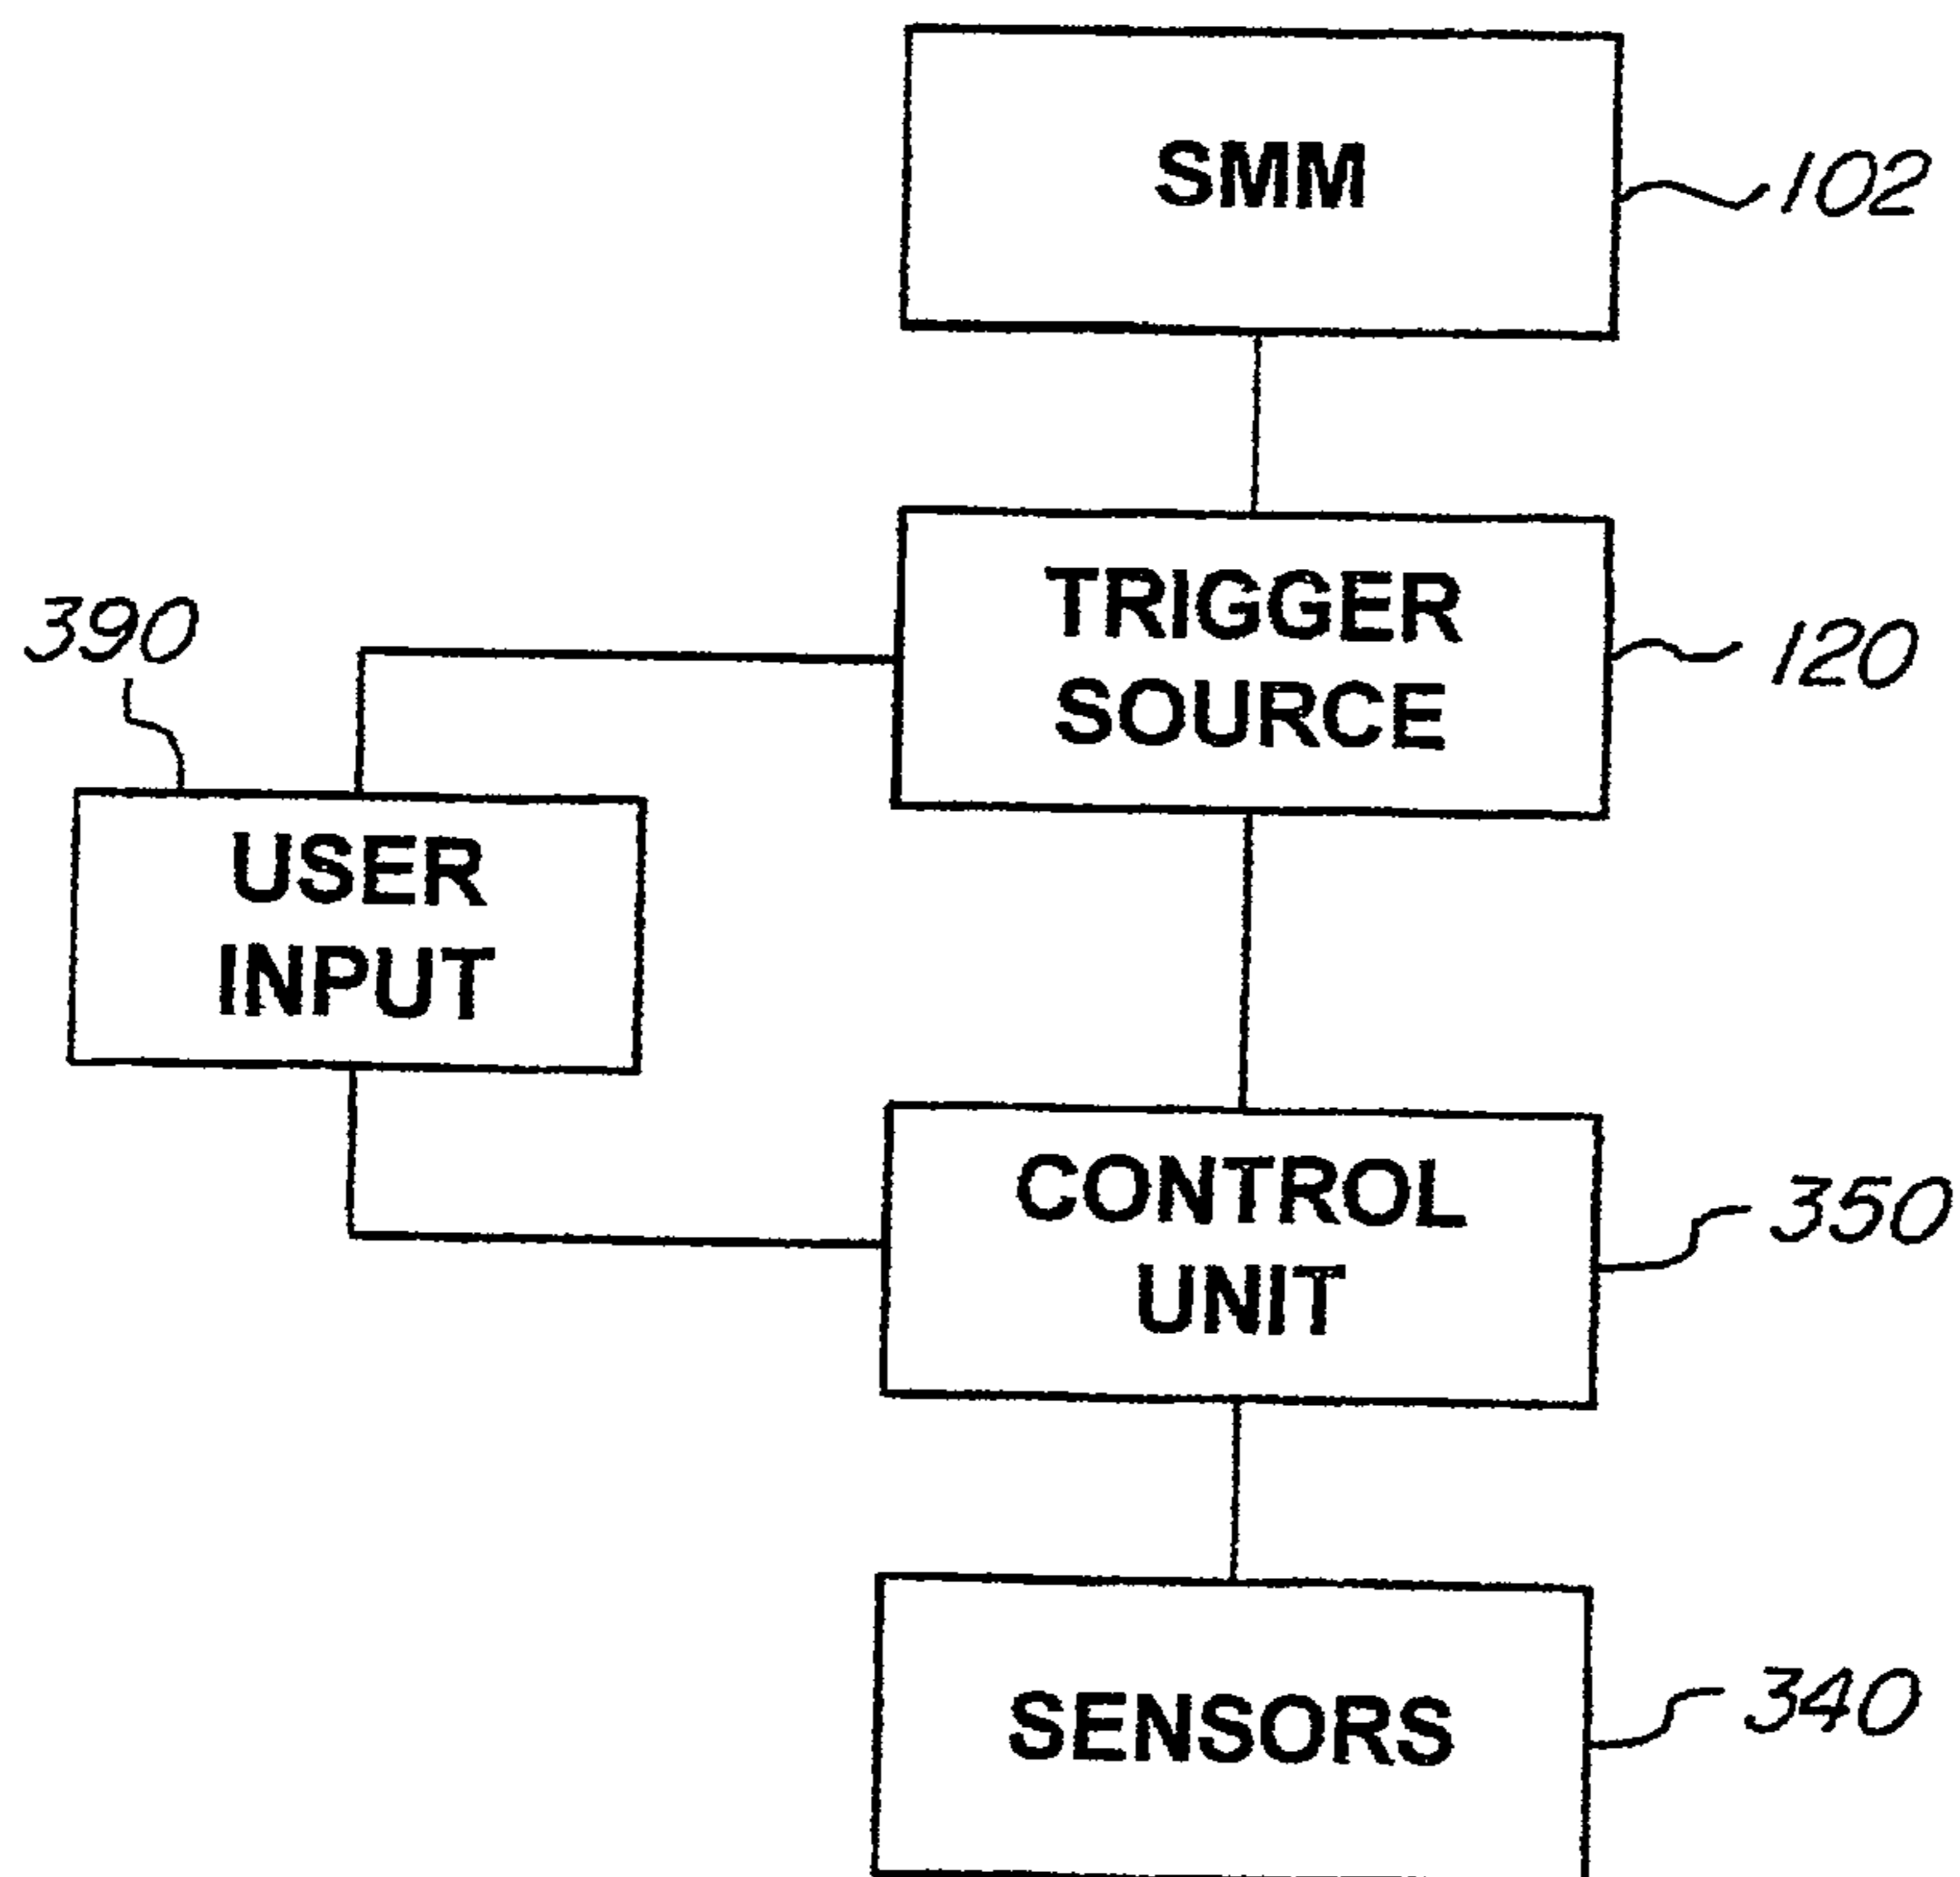 SMM
102
TRIGGER
SOURCE
120
390
USER
INPUT
CONTROL
UNIT
350
SENSORS
340